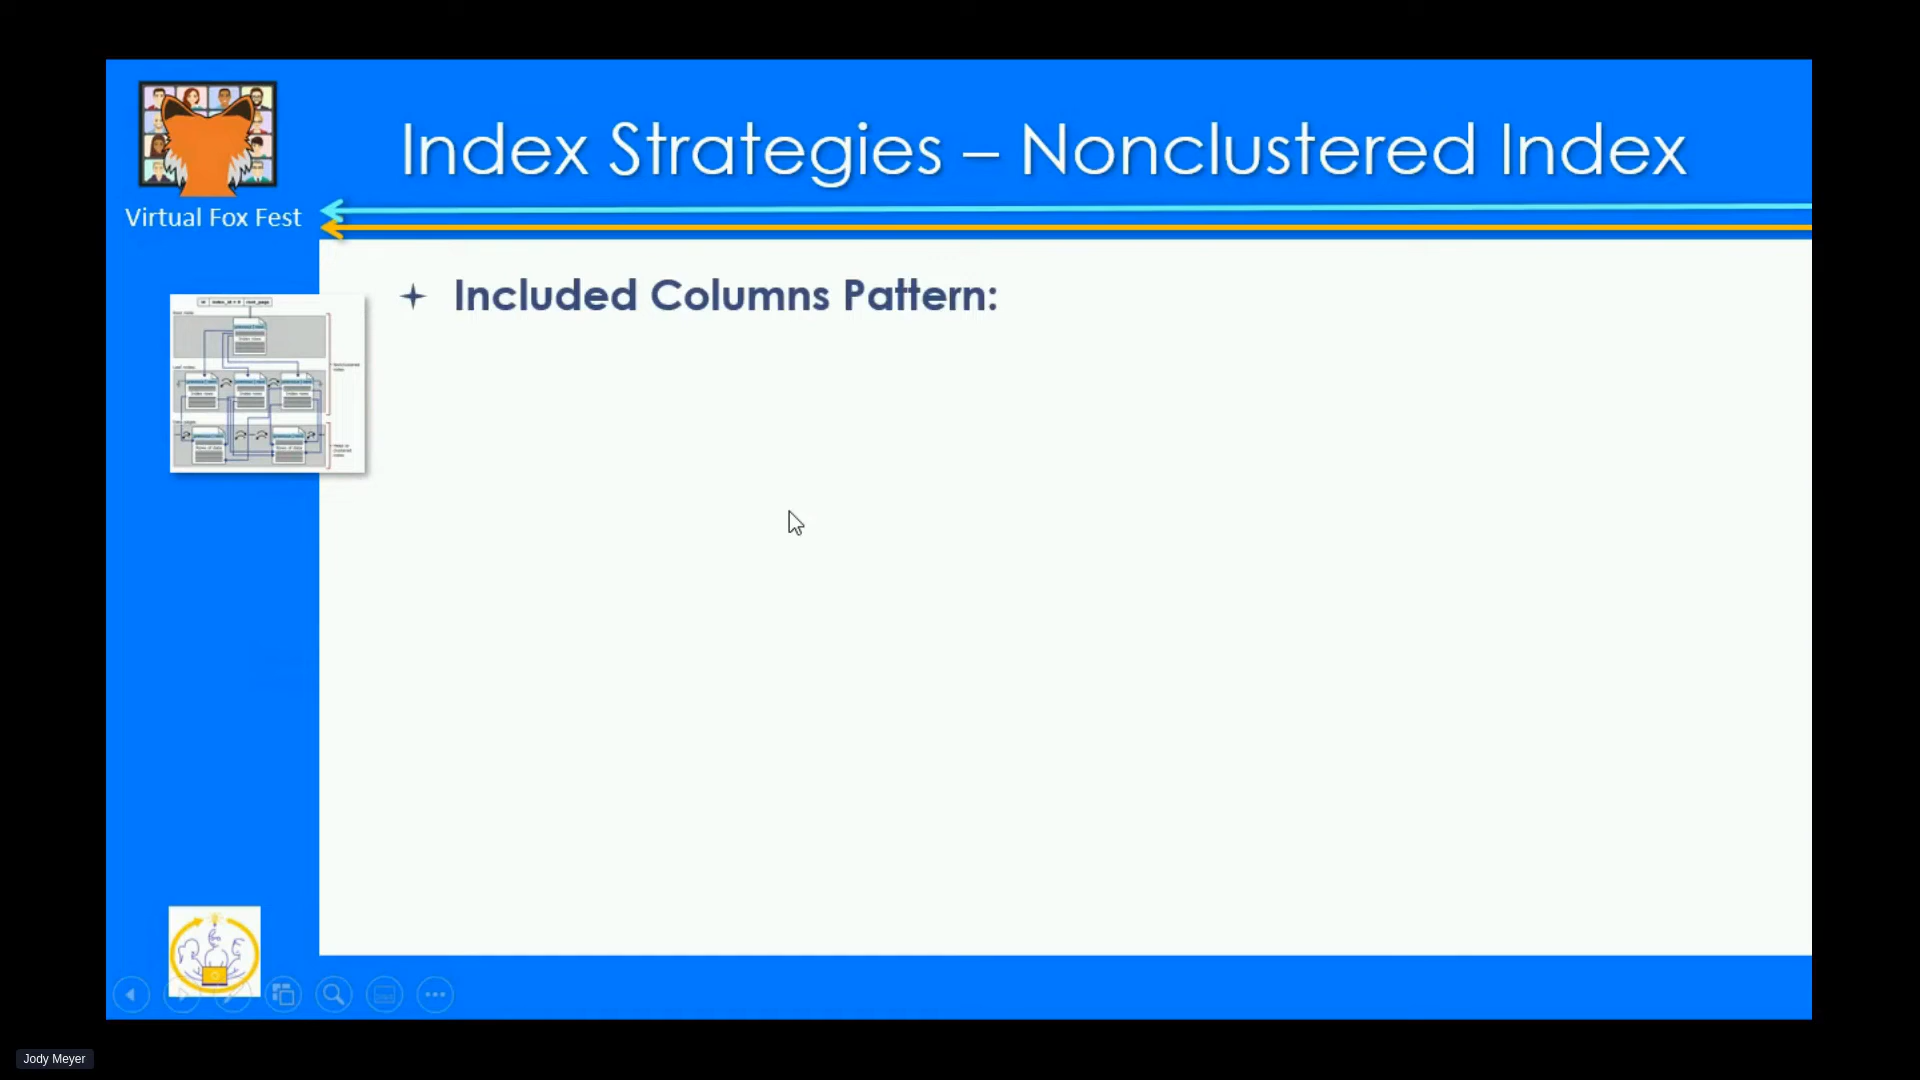 Index Strategies – Nonclustered Index
Virtual Fox Fest
Included Columns Pattern:
Jody Meyer